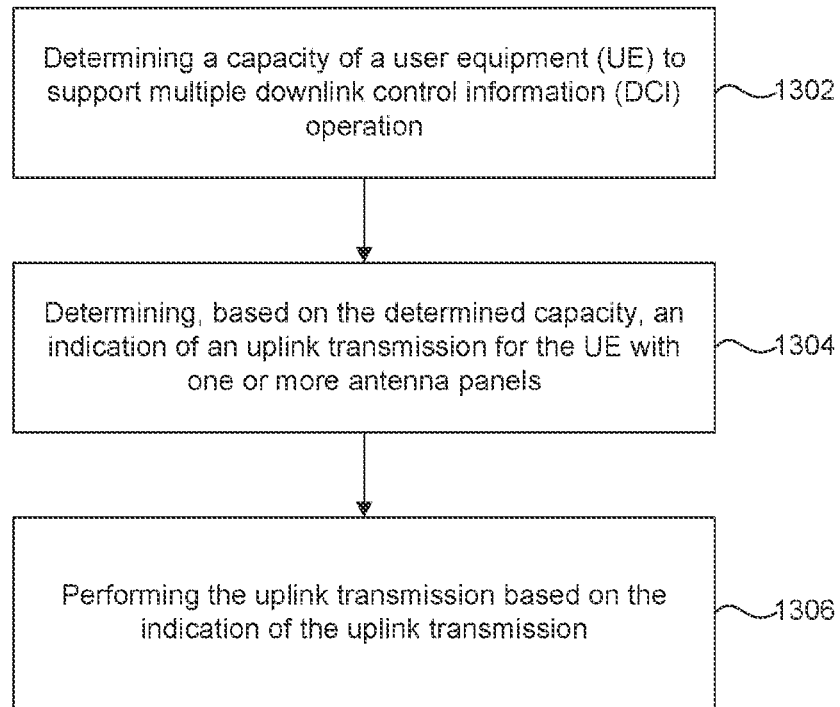 Determining a capacity of a user equipment (UE) to
support multiple downlink control information (DCI)
operation
1302
Determining, based on the determined capacity, an
indication of an uplink transmission for the UE with
one or more antenna panels
1304
Performing the uplink transmission based on the
indication of the uplink transmission
1306